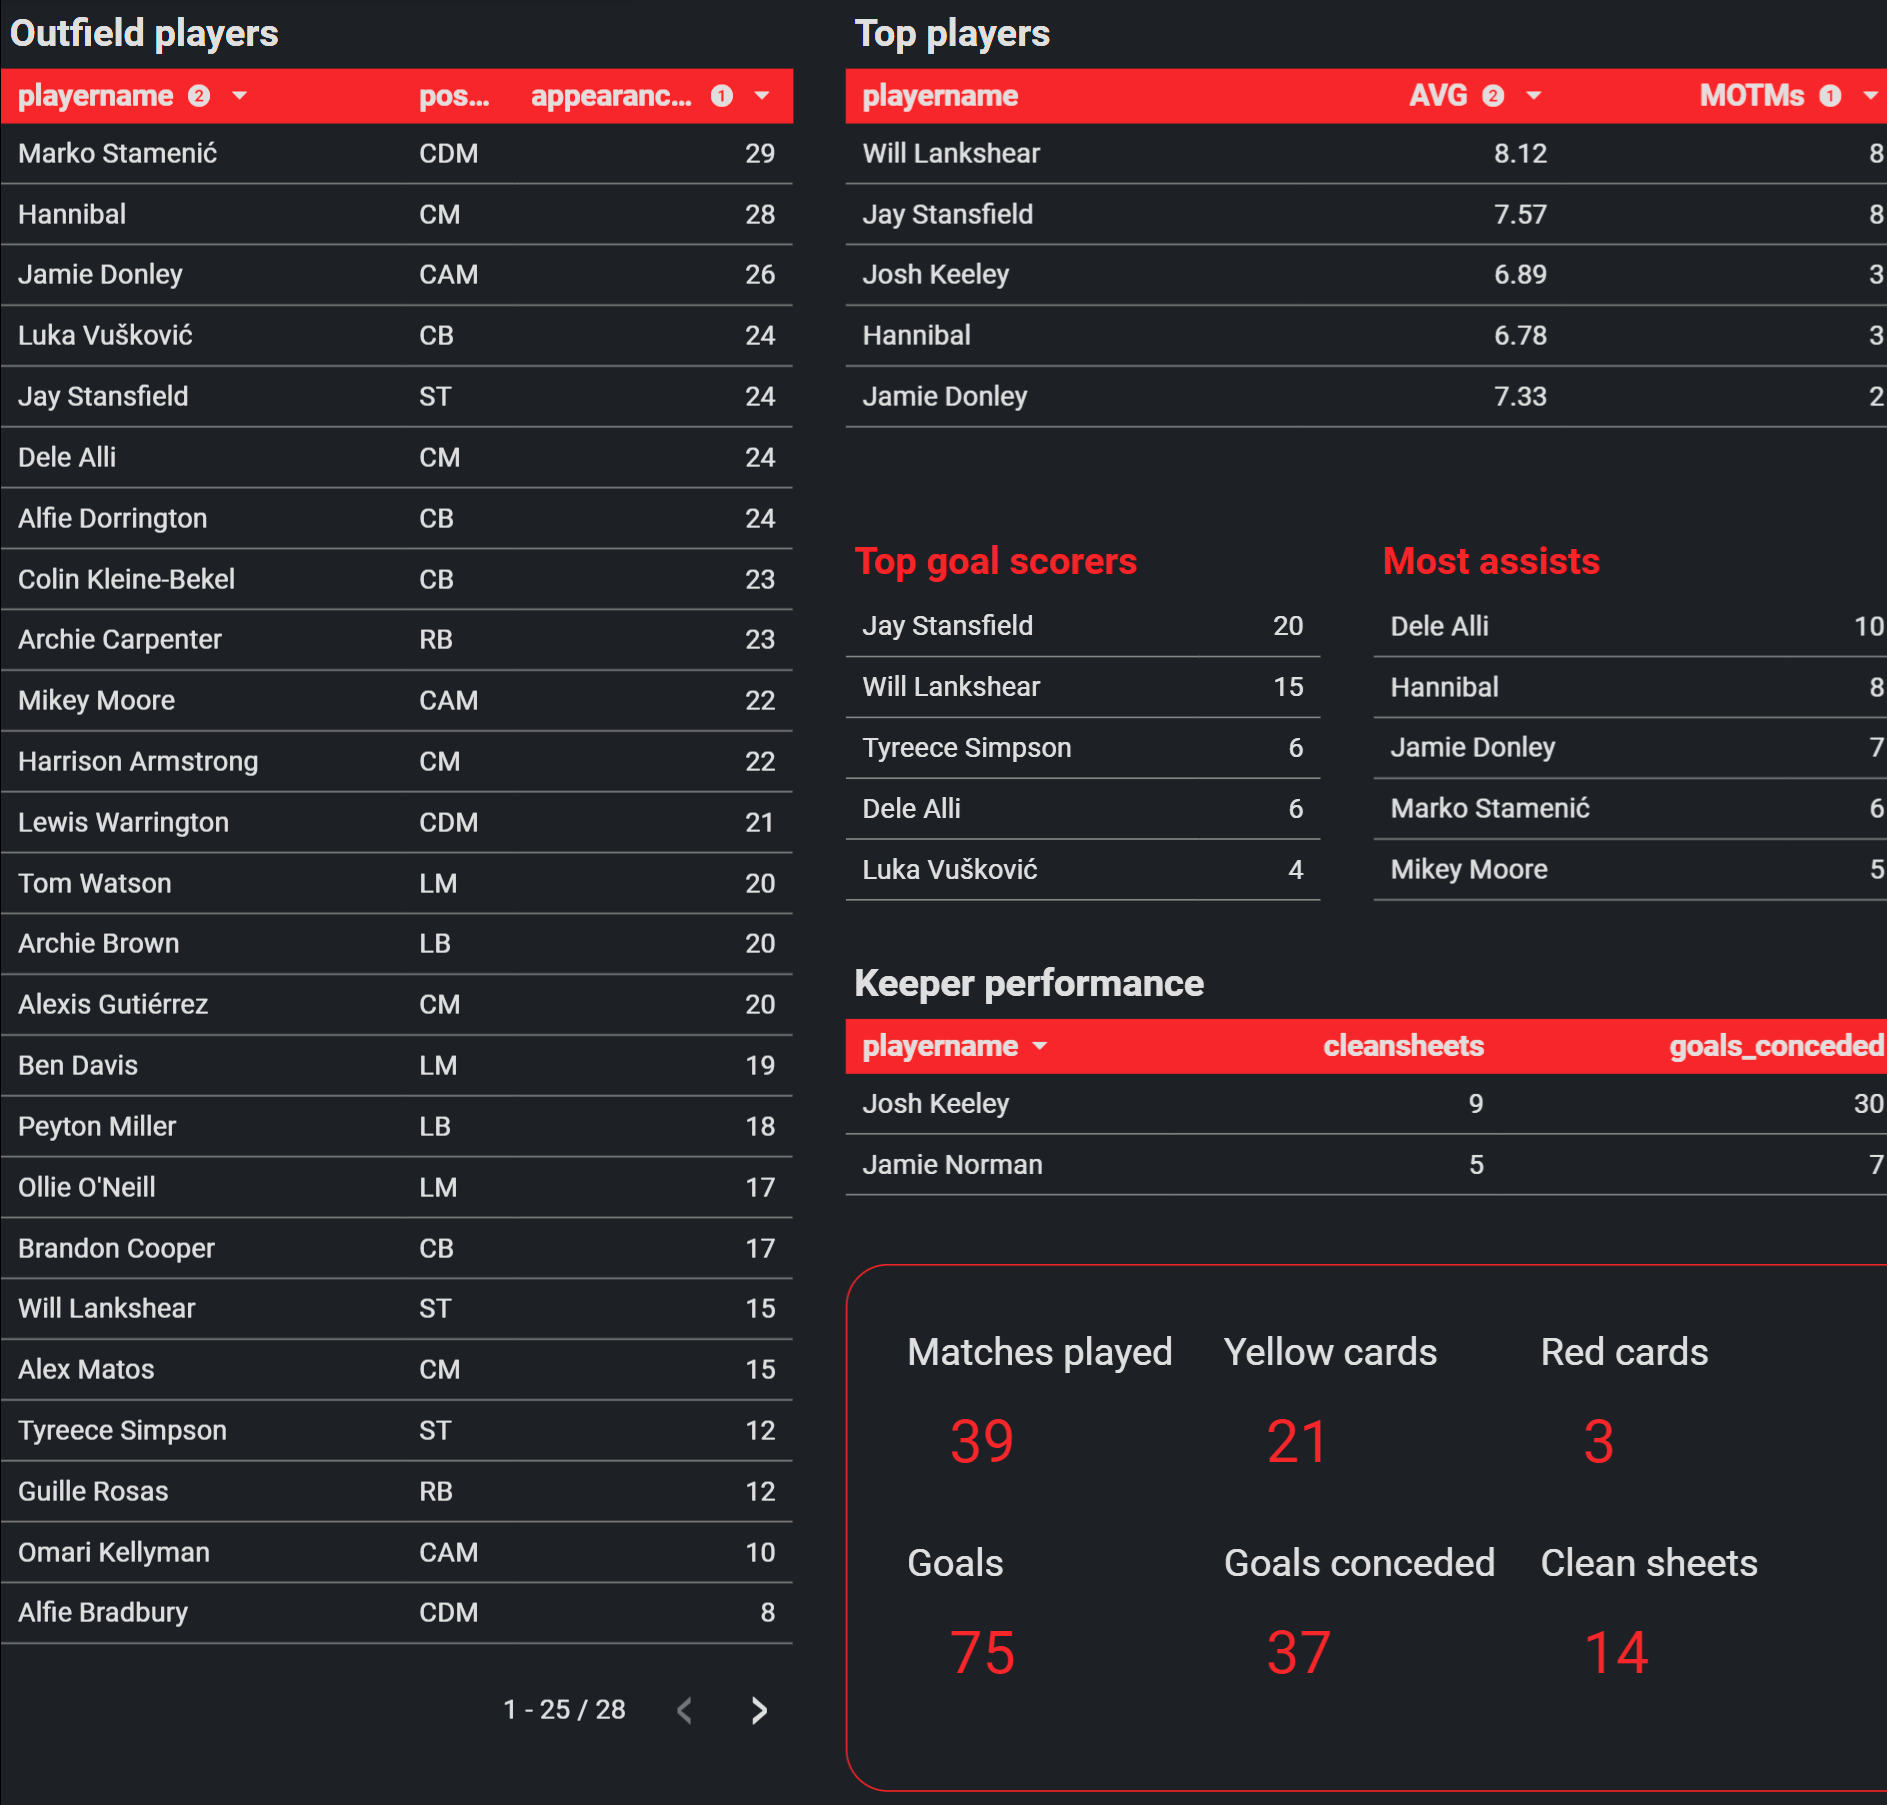 Outfield players
playername 2 pos... appearanc... 1
Marko Stamenić CDM 29
Hannibal CM 28
Jamie Donley CAM 26
Luka Vušković CB 24
Jay Stansfield ST 24
Dele Alli CM 24
Alfie Dorrington CB 24
Colin Kleine-Bekel CB 23
Archie Carpenter RB 23
Mikey Moore CAM 22
Harrison Armstrong CM 22
Lewis Warrington CDM 21
Tom Watson LM 20
Archie Brown LB 20
Alexis Gutiérrez CM 20
Ben Davis LM 19
Peyton Miller LB 18
Ollie O'Neill LM 17
Brandon Cooper CB 17
Will Lankshear ST 15
Alex Matos CM 15
Tyreece Simpson ST 12
Guille Rosas RB 12
Omari Kellyman CAM 10
Alfie Bradbury CDM 8
1 - 25 / 28
Top players
playername AVG 2 MOTMs 1
Will Lankshear 8.12 8
Jay Stansfield 7.57 8
Josh Keeley 6.89 3
Hannibal 6.78 3
Jamie Donley 7.33 2
Top goal scorers
Jay Stansfield 20
Will Lankshear 15
Tyreece Simpson 6
Dele Alli 6
Luka Vušković 4
Most assists
Dele Alli 10
Hannibal 8
Jamie Donley 7
Marko Stamenić 6
Mikey Moore 5
Keeper performance
playername cleansheets goals_conceded
Josh Keeley 9 30
Jamie Norman 5 7
Matches played Yellow cards Red cards
39 21 3
Goals Goals conceded Clean sheets
75 37 14